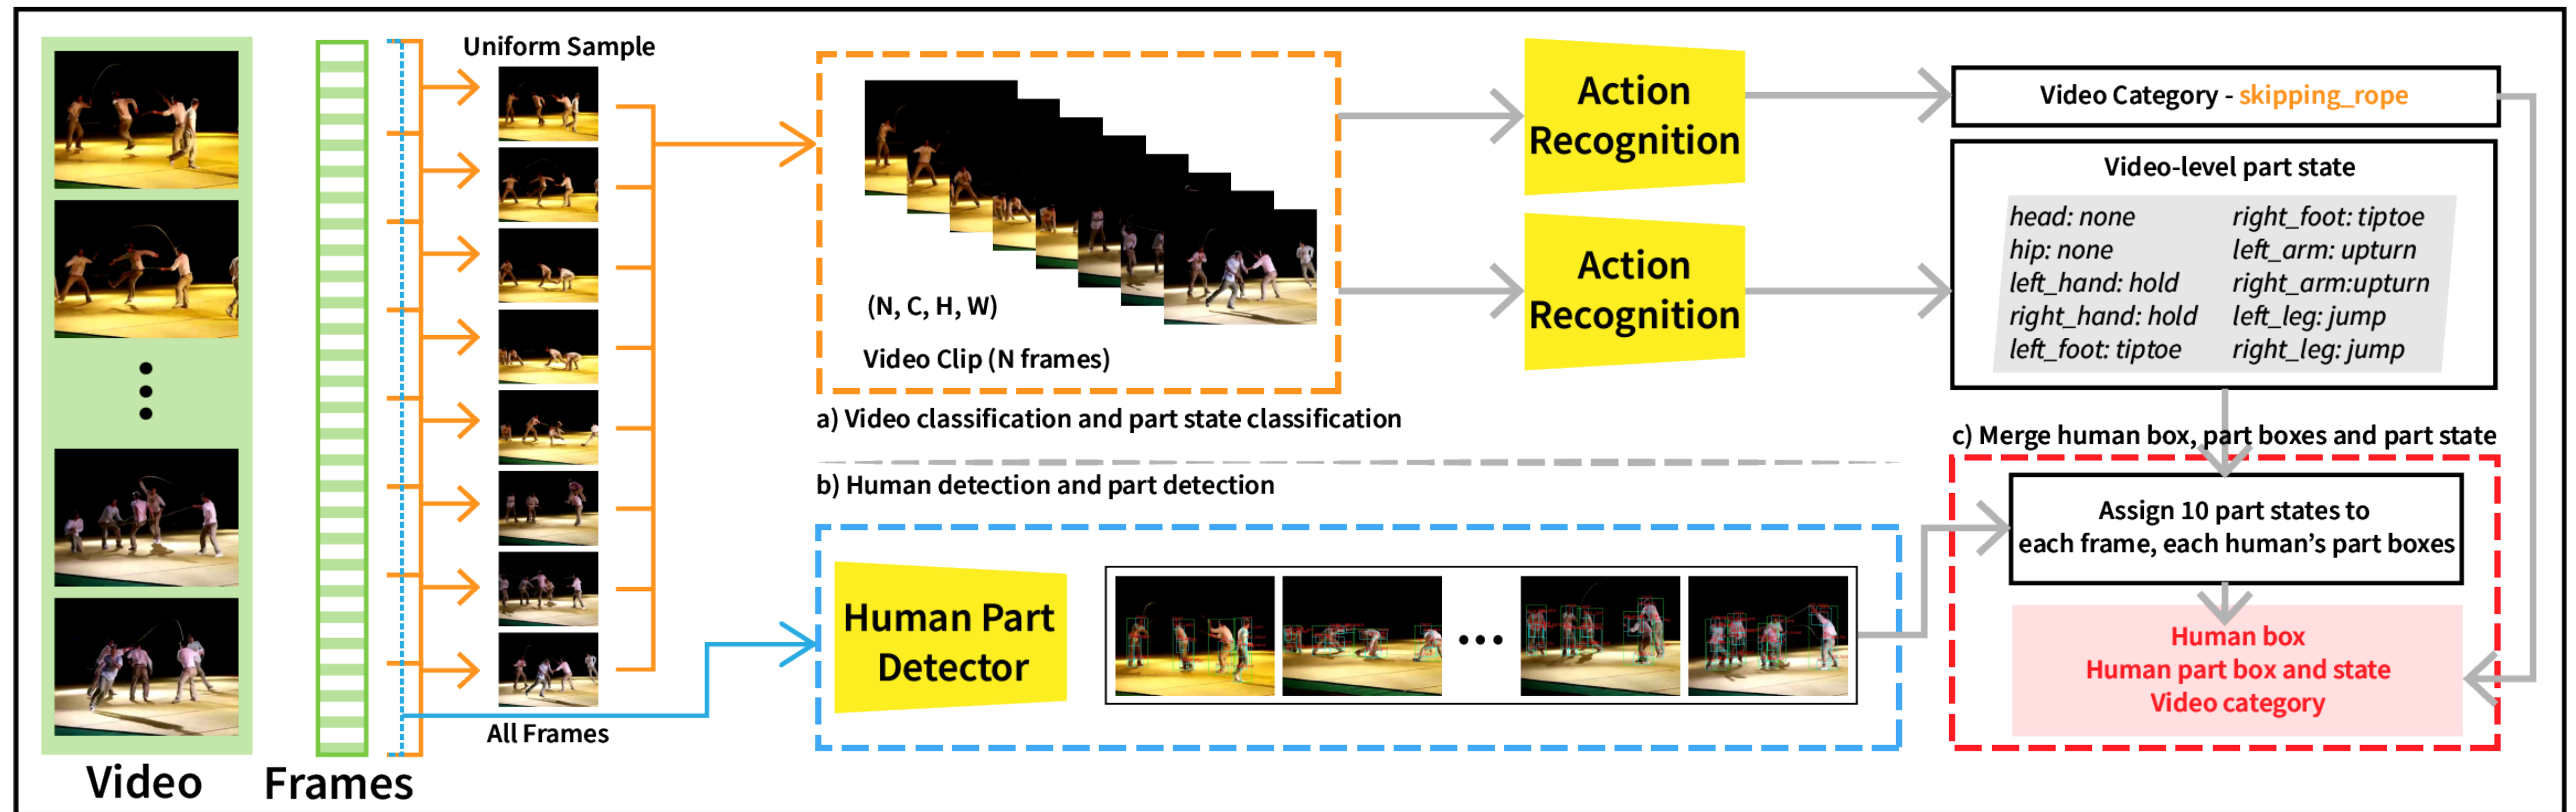 Uniform Sample
All Frames
Video
Frames
(N, C, H, W)
Video Clip (N frames)
a) Video classification and part state classification
Action
Recognition
Action
Recognition
Video Category - skipping_rope
Video-level part state
head: none
hip: none
left_hand: hold
right_hand: hold
left_foot: tiptoe
right_foot: tiptoe
left_arm: upturn
right_arm:upturn
left_leg: jump
right_leg: jump
b) Human detection and part detection
Human Part
Detector
c) Merge human box, part boxes and part state
Assign 10 part states to
each frame, each human's part boxes
Human box
Human part box and state
Video category